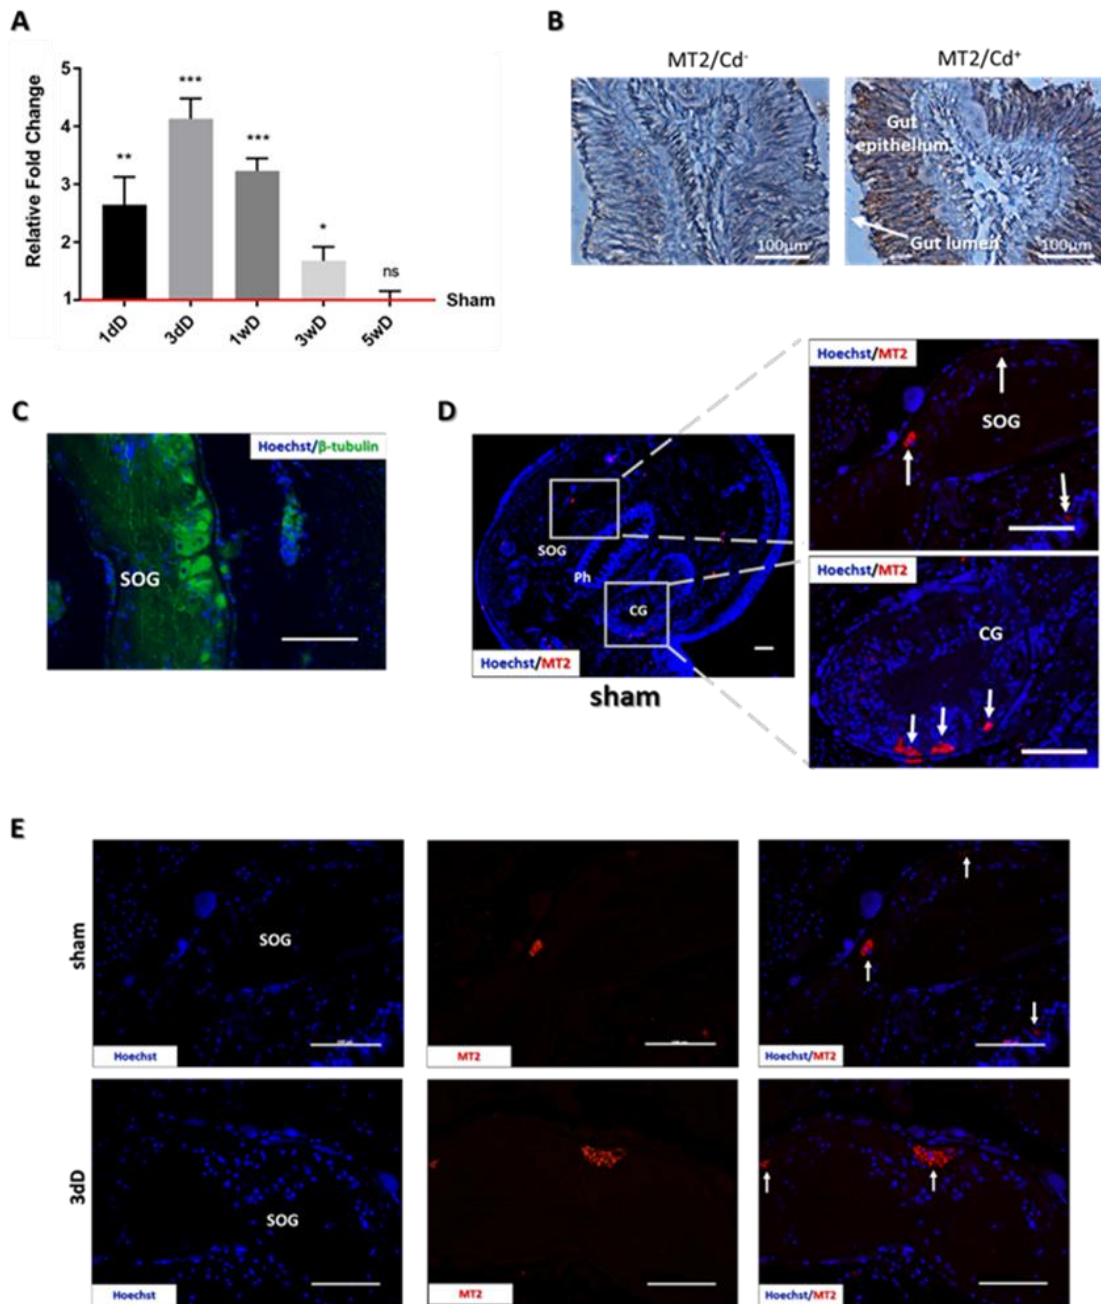 A
Relative Fold Change
5
4
3
2
1
**
***
***
*
ns
Sham
1dD
3dD
1wD
3wD
5wD
B
MT2/Cd-
MT2/Cd+
Gut
epithellum
Gut lumen
100µm
100µm
C
Hoechst/β-tubulin
SOG
D
SOG
Ph
CG
Hoechst/MT2
sham
Hoechst/MT2
SOG
Hoechst/MT2
CG
E
sham
SOG
Hoechst
MT2
Hoechst/MT2
3dD
SOG
Hoechst
MT2
Hoechst/MT2